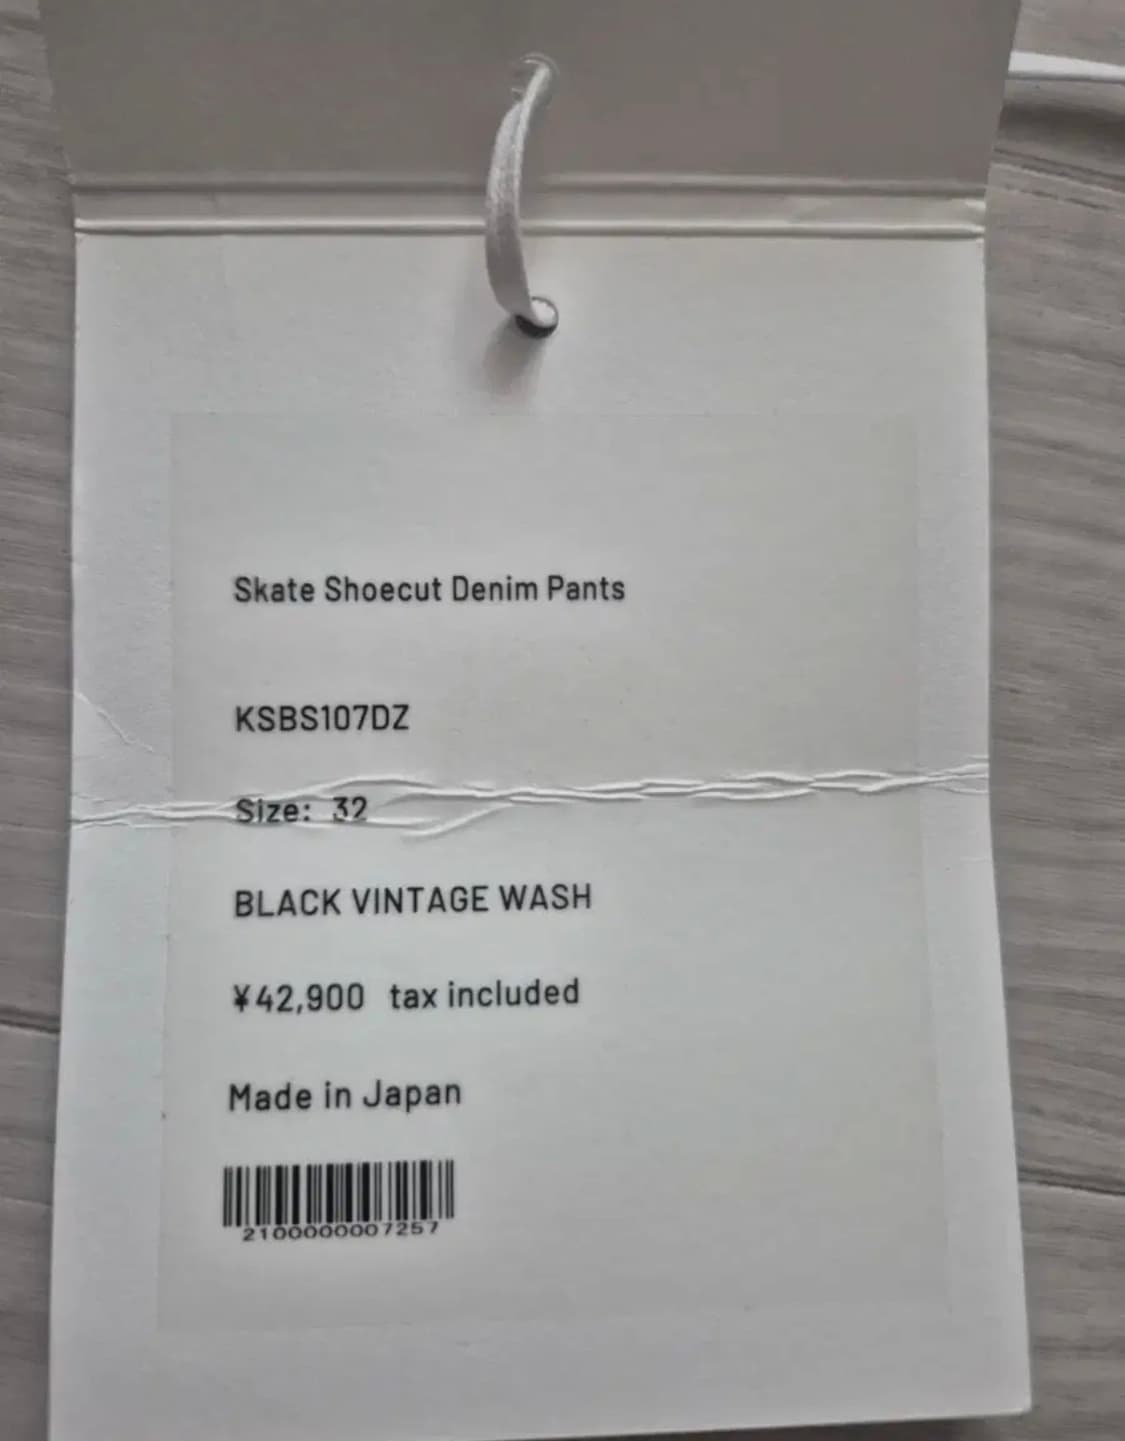 Skate Shoecut Denim Pants
KSBS107DZ
Size: 32
BLACK VINTAGE WASH
¥42,900 tax included
Made in Japan
2100000007257